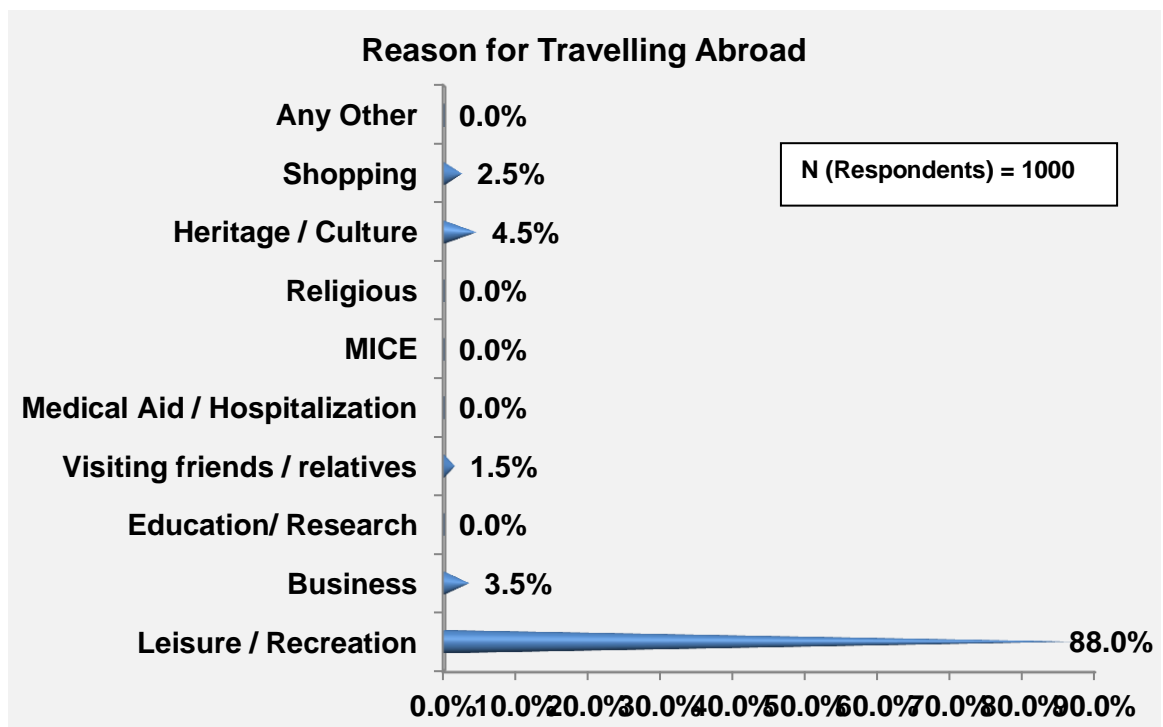 Reason for Travelling Abroad
Any Other 0.0%
Shopping 2.5%
N (Respondents) = 1000
Heritage / Culture 4.5%
Religious 0.0%
MICE 0.0%
Medical Aid / Hospitalization 0.0%
Visiting friends / relatives 1.5%
Education/ Research 0.0%
Business 3.5%
Leisure / Recreation 88.0%
0.0% 10.0% 20.0% 30.0% 40.0% 50.0% 60.0% 70.0% 80.0% 90.0%